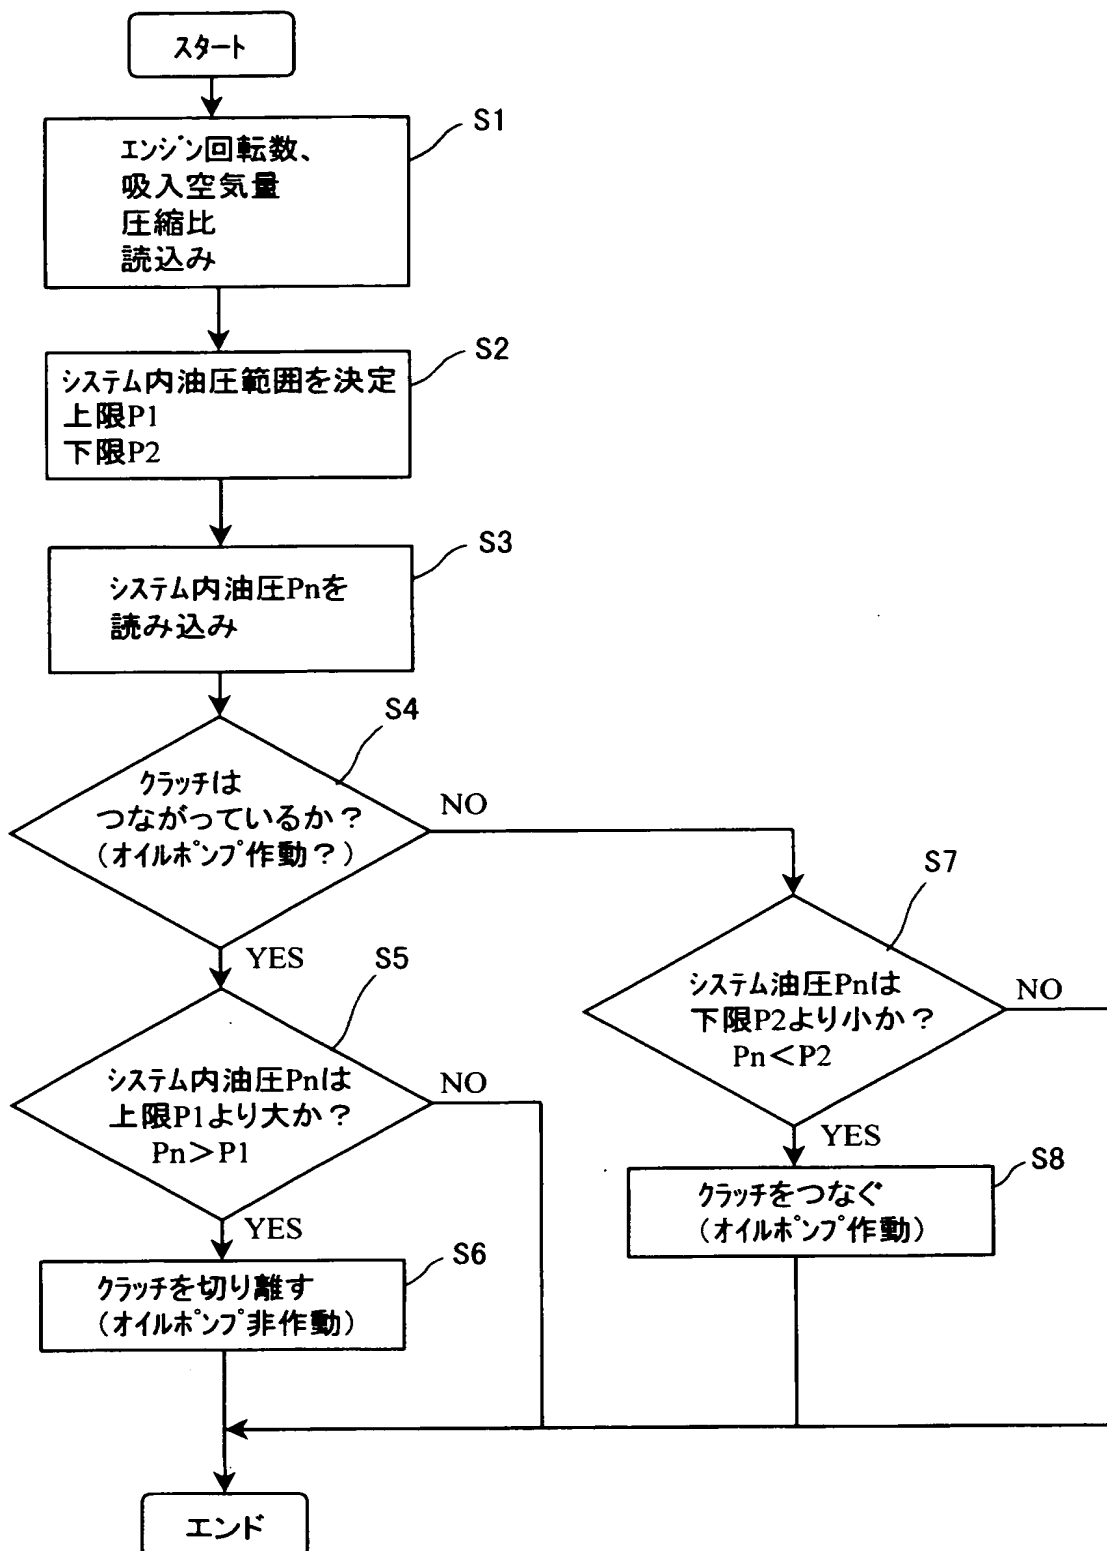 スタート
S1
エンジン回転数、
吸入空気量
圧縮比
読込み
S2
システム内油圧範囲を決定
上限P1
下限P2
S3
システム内油圧Pnを
読み込み
S4
クラッチは
つながっているか？
(オイルポンプ作動？)
NO
YES
S7
システム油圧Pnは
下限P2より小か？
Pn＜P2
NO
YES
S5
システム内油圧Pnは
上限P1より大か？
Pn＞P1
NO
YES
S8
クラッチをつなぐ
(オイルポンプ作動)
S6
クラッチを切り離す
(オイルポンプ非作動)
エンド